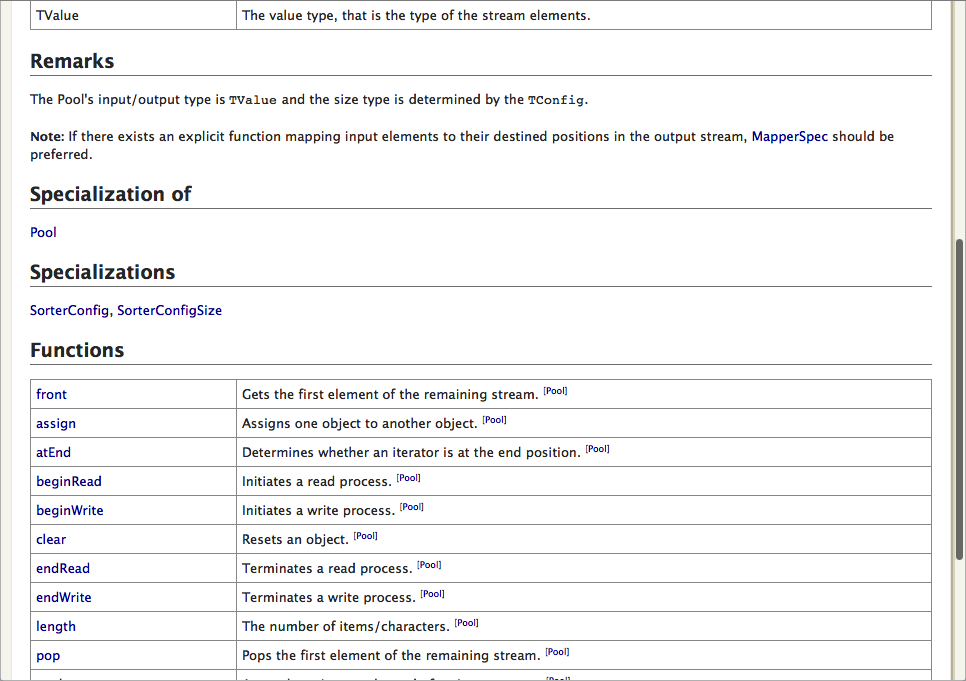 TValue The value type, that is the type of the stream elements.
Remarks
The Pool's input/output type is TValue and the size type is determined by the TConfig.
Note: If there exists an explicit function mapping input elements to their destined positions in the output stream, MapperSpec should be
preferred.
Specialization of
Pool
Specializations
SorterConfig, SorterConfigSize
Functions
front Gets the first element of the remaining stream. [Pool]
assign Assigns one object to another object. [Pool]
atEnd Determines whether an iterator is at the end position. [Pool]
beginRead Initiates a read process. [Pool]
beginWrite Initiates a write process. [Pool]
clear Resets an object. [Pool]
endRead Terminates a read process. [Pool]
endWrite Terminates a write process. [Pool]
length The number of items/characters. [Pool]
pop Pops the first element of the remaining stream. [Pool]